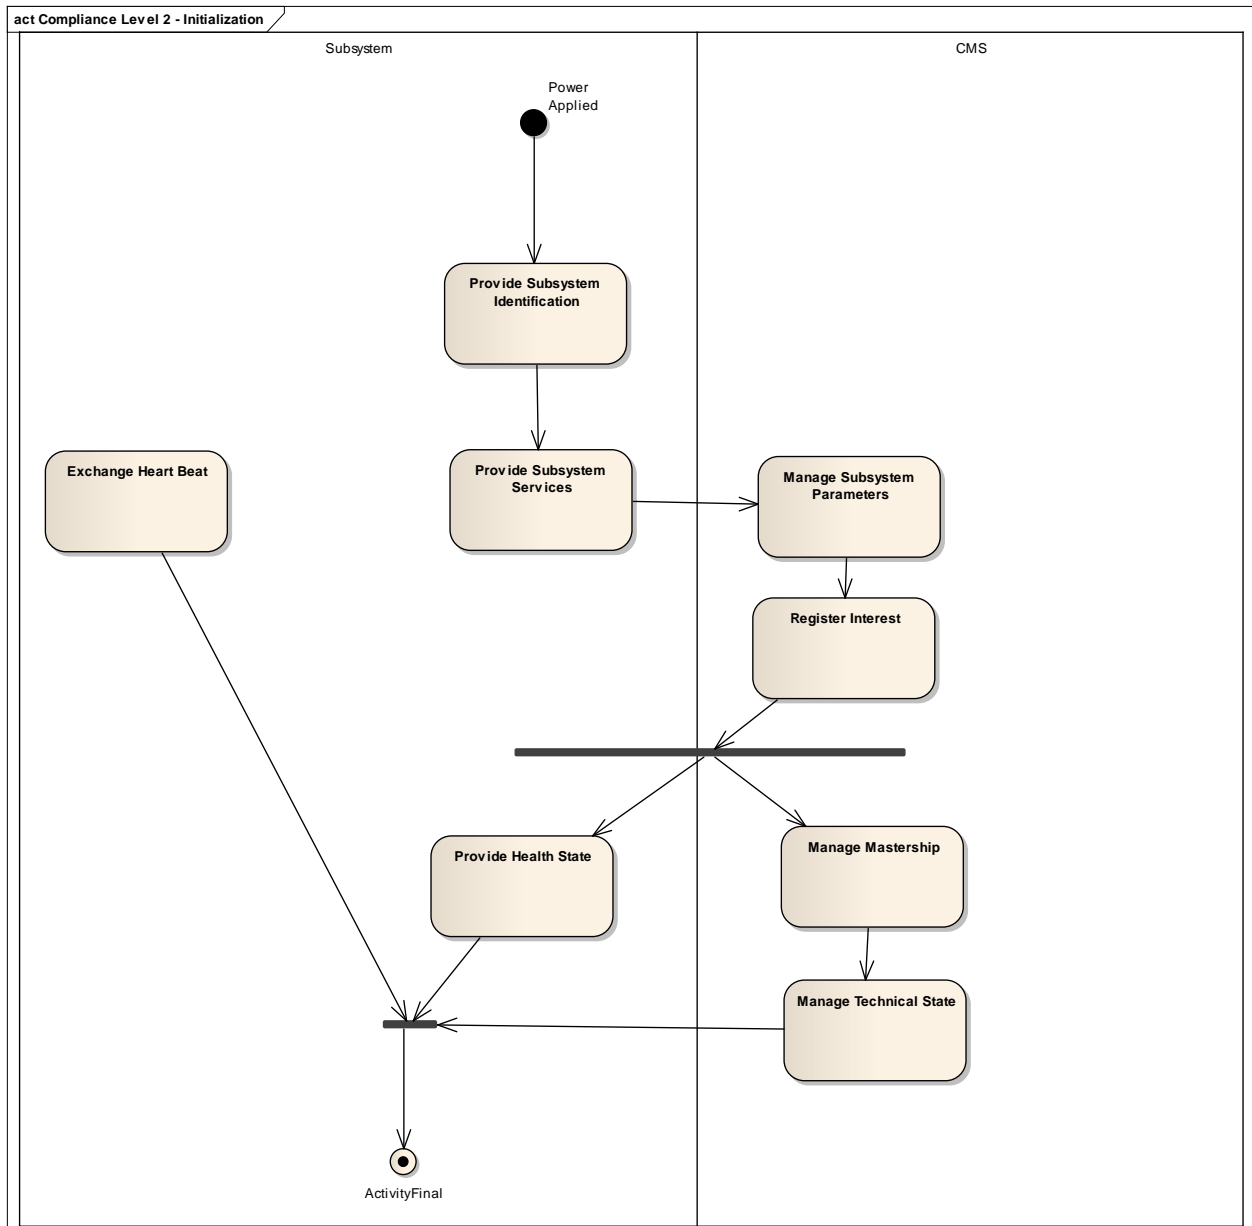 act Compliance Level 2 - Initialization
Subsystem
CMS
Power
Applied
Provide Subsystem
Identification
Exchange Heart Beat
Provide Subsystem
Services
Manage Subsystem
Parameters
Register Interest
Provide Health State
Manage Mastership
Manage Technical State
ActivityFinal